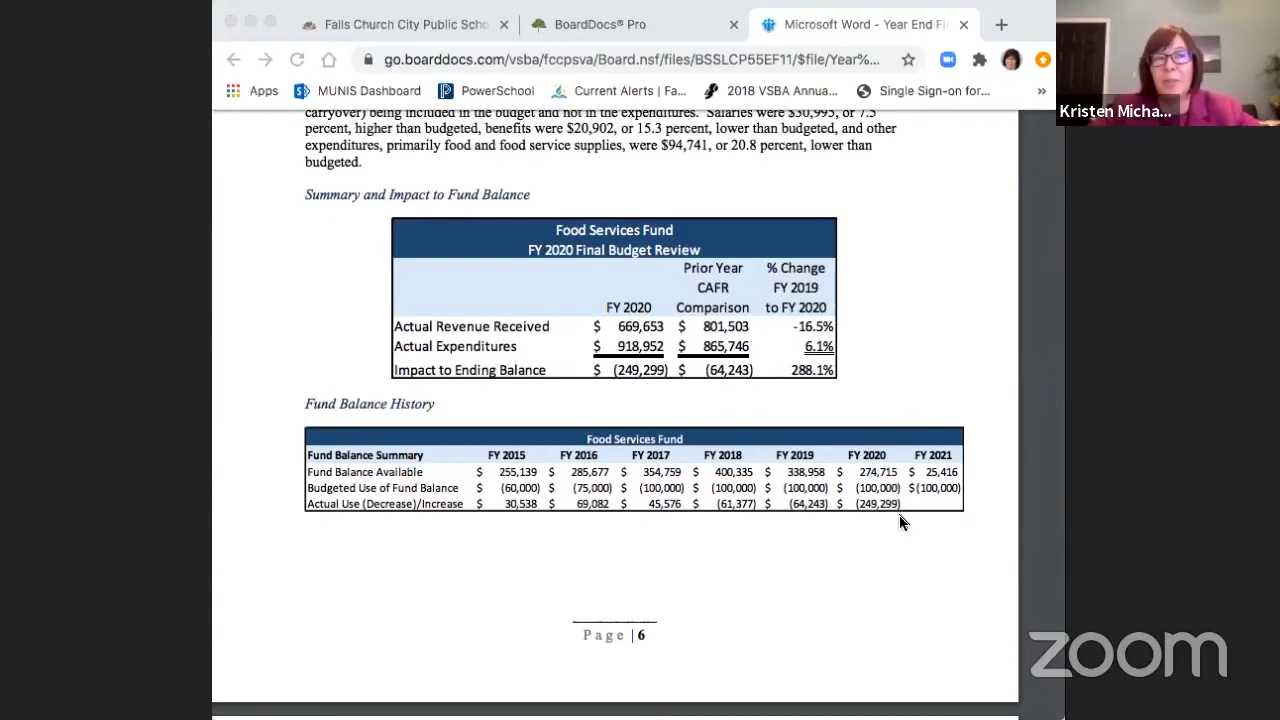 Falls Church City Public Scho
BoardDocs® Pro
Microsoft Word - Year End Fi
go.boarddocs.com/vsba/fccpsva/Board.nsf/files/BSSLCP55EF11/$file/Year%...
Apps
MUNIS Dashboard
PowerSchool
Current Alerts | Fa...
2018 VSBA Annua...
Single Sign-on for...
»
Kristen Micha...
carryover) being included in the budget and not in the expenditures. Salaries were $30,995, or 7.5
percent, higher than budgeted, benefits were $20,902, or 15.3 percent, lower than budgeted, and other
expenditures, primarily food and food service supplies, were $94,741, or 20.8 percent, lower than
budgeted.
Summary and Impact to Fund Balance
Food Services Fund
FY 2020 Final Budget Review
Prior Year % Change
CAFR FY 2019
FY 2020 Comparison to FY 2020
Actual Revenue Received $ 669,653 $ 801,503 -16.5%
Actual Expenditures $ 918,952 $ 865,746 6.1%
Impact to Ending Balance $ (249,299) $ (64,243) 288.1%
Fund Balance History
Food Services Fund
Fund Balance Summary FY 2015 FY 2016 FY 2017 FY 2018 FY 2019 FY 2020 FY 2021
Fund Balance Available $ 255,139 $ 285,677 $ 354,759 $ 400,335 $ 338,958 $ 274,715 $ 25,416
Budgeted Use of Fund Balance $ (60,000) $ (75,000) $ (100,000) $ (100,000) $ (100,000) $ (100,000) $(100,000)
Actual Use (Decrease)/Increase $ 30,538 $ 69,082 $ 45,576 $ (61,377) $ (64,243) $ (249,299)
Page | 6
zoom